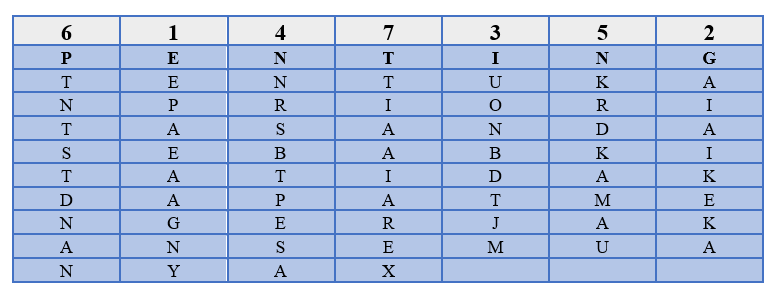 6 1 4 7 3 5 2
P E N T I N G
T E N T U K A
N P R I O R I
T A S A N D A
S E B A B K I
T A T I D A K
D A P A T M E
N G E R J A K
A N S E M U A
N Y A X